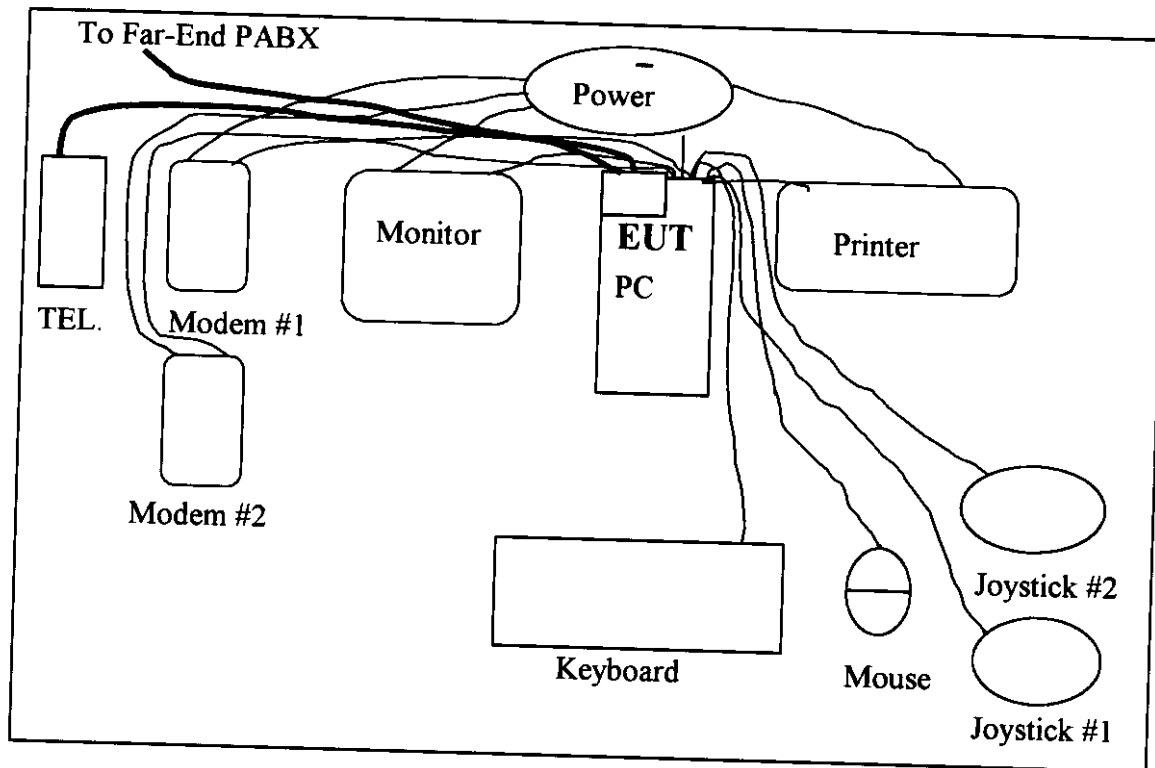 To Far-End PABX
Power
Monitor
EUT
PC
Printer
TEL.
Modem #1
Modem #2
Keyboard
Mouse
Joystick #2
Joystick #1